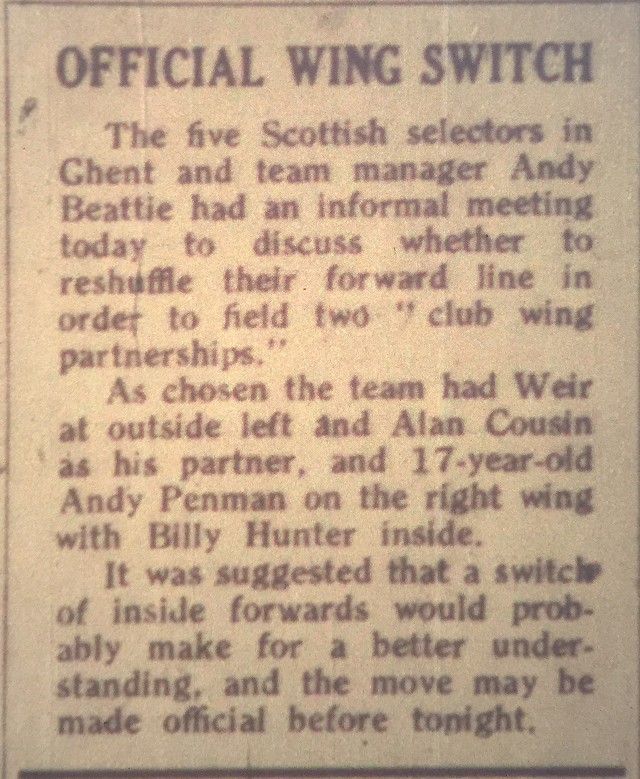 OFFICIAL WING SWITCH
The five Scottish selectors in
Ghent and team manager Andy
Beattie had an informal meeting
today to discuss whether to
reshuffle their forward line in
order to field two " club wing
partnerships."
As chosen the team had Weir
at outside left and Alan Cousin
as his partner, and 17-year-old
Andy Penman on the right wing
with Billy Hunter inside.
It was suggested that a switch
of inside forwards would prob-
ably make for a better under-
standing, and the move may be
made official before tonight.